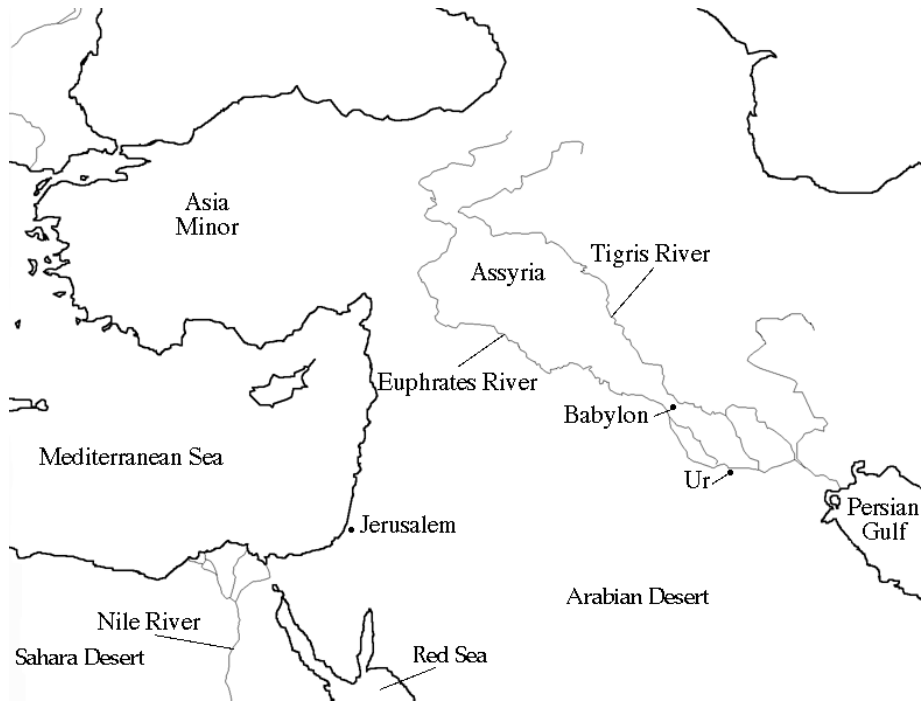 Asia
Minor
Tigris River
Assyria
Euphrates River
Babylon
Mediterranean Sea
Ur
Persian
Gulf
Jerusalem
Arabian Desert
Nile River
Sahara Desert
Red Sea